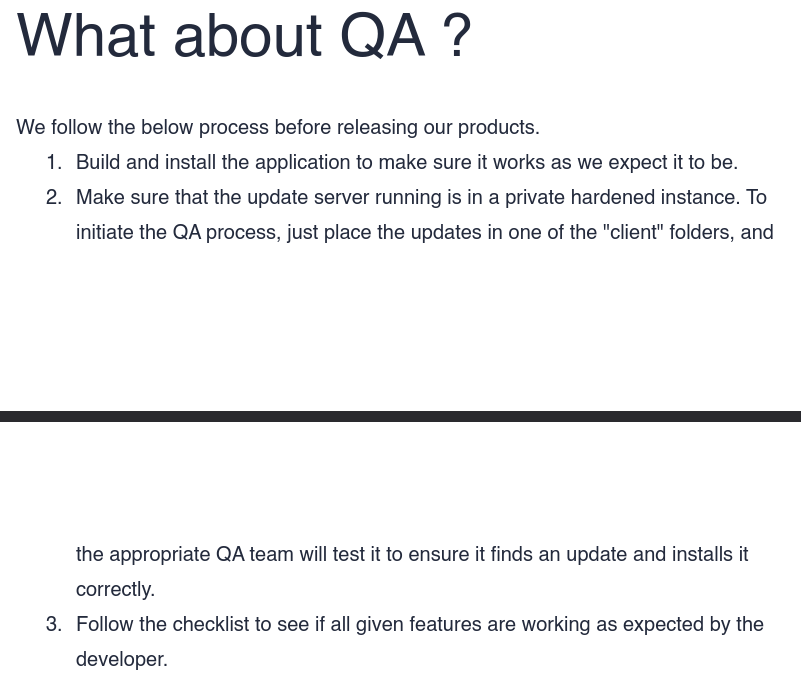 What about QA ?
We follow the below process before releasing our products.
1. Build and install the application to make sure it works as we expect it to be.
2. Make sure that the update server running is in a private hardened instance. To
initiate the QA process, just place the updates in one of the "client" folders, and
the appropriate QA team will test it to ensure it finds an update and installs it
correctly.
3. Follow the checklist to see if all given features are working as expected by the
developer.